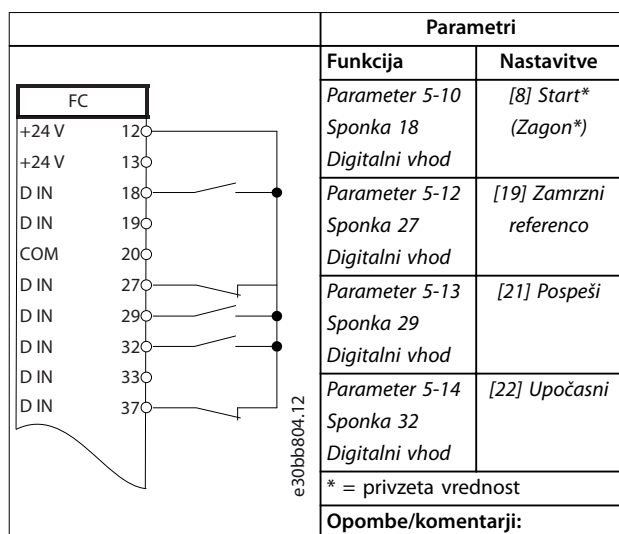 Parametri
Funkcija Nastavitve
FC
+24 V 12
+24 V 13
D IN 18
D IN 19
COM 20
D IN 27
D IN 29
D IN 32
D IN 33
D IN 37
e30bb804.12
Parameter 5-10
Sponka 18
Digitalni vhod
[8] Start*
(Zagon*)
Parameter 5-12
Sponka 27
Digitalni vhod
[19] Zamrzni
referenco
Parameter 5-13
Sponka 29
Digitalni vhod
[21] Pospeši
Parameter 5-14
Sponka 32
Digitalni vhod
[22] Upočasni
* = privzeta vrednost
Opombe/komentarji: